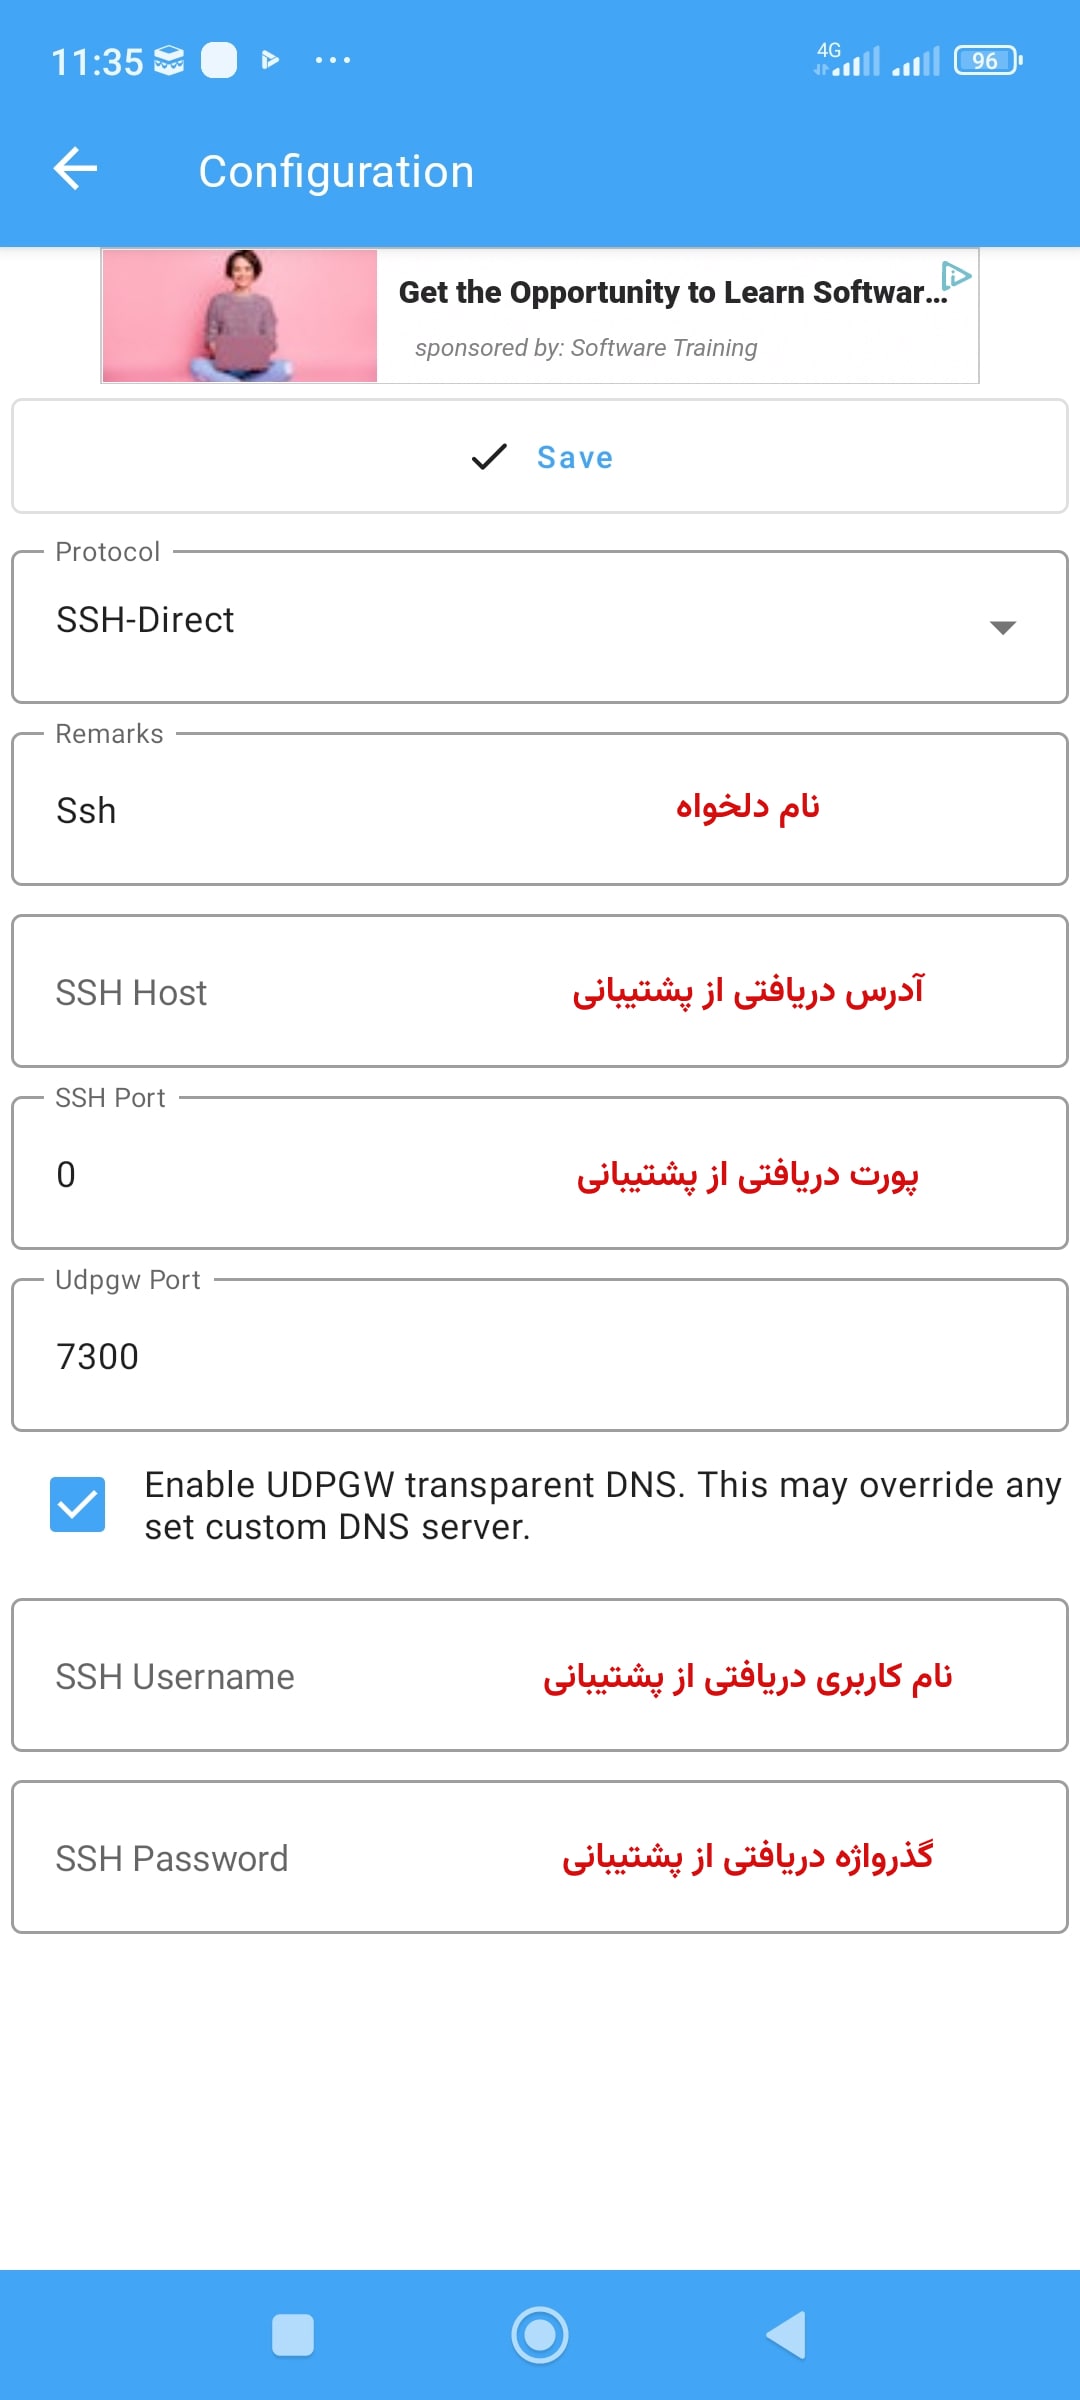 11:35
4G
96
Configuration
Get the Opportunity to Learn Softwar...
sponsored by: Software Training
Save
Protocol
SSH-Direct
Remarks
Ssh
نام دلخواه
SSH Host
آدرس دریافتی از پشتیبانی
SSH Port
0
پورت دریافتی از پشتیبانی
Udpgw Port
7300
Enable UDPGW transparent DNS. This may override any
set custom DNS server.
SSH Username
نام کاربری دریافتی از پشتیبانی
SSH Password
گذرواژه دریافتی از پشتیبانی